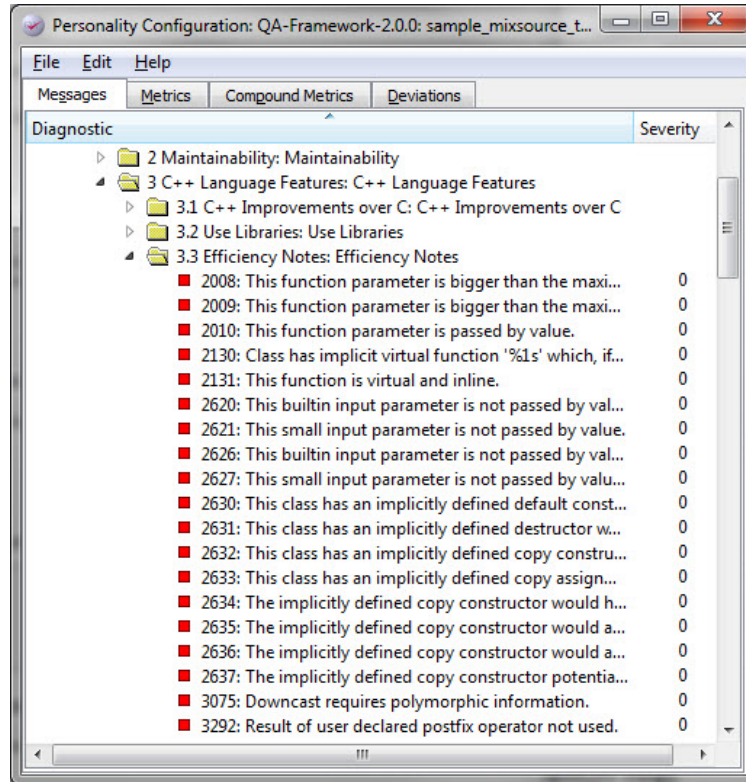 Personality Configuration: QA-Framework-2.0.0: sample_mixsource_t...
File Edit Help
Messages Metrics Compound Metrics Deviations
Diagnostic Severity
2 Maintainability: Maintainability
3 C++ Language Features: C++ Language Features
3.1 C++ Improvements over C: C++ Improvements over C
3.2 Use Libraries: Use Libraries
3.3 Efficiency Notes: Efficiency Notes
2008: This function parameter is bigger than the maxi... 0
2009: This function parameter is bigger than the maxi... 0
2010: This function parameter is passed by value. 0
2130: Class has implicit virtual function '%1s' which, if... 0
2131: This function is virtual and inline. 0
2620: This builtin input parameter is not passed by val... 0
2621: This small input parameter is not passed by value. 0
2626: This builtin input parameter is not passed by val... 0
2627: This small input parameter is not passed by valu... 0
2630: This class has an implicitly defined default const... 0
2631: This class has an implicitly defined destructor w... 0
2632: This class has an implicitly defined copy constru... 0
2633: This class has an implicitly defined copy assign... 0
2634: The implicitly defined copy constructor would h... 0
2635: The implicitly defined copy constructor would a... 0
2636: The implicitly defined copy constructor would a... 0
2637: The implicitly defined copy constructor potentia... 0
3075: Downcast requires polymorphic information. 0
3292: Result of user declared postfix operator not used. 0